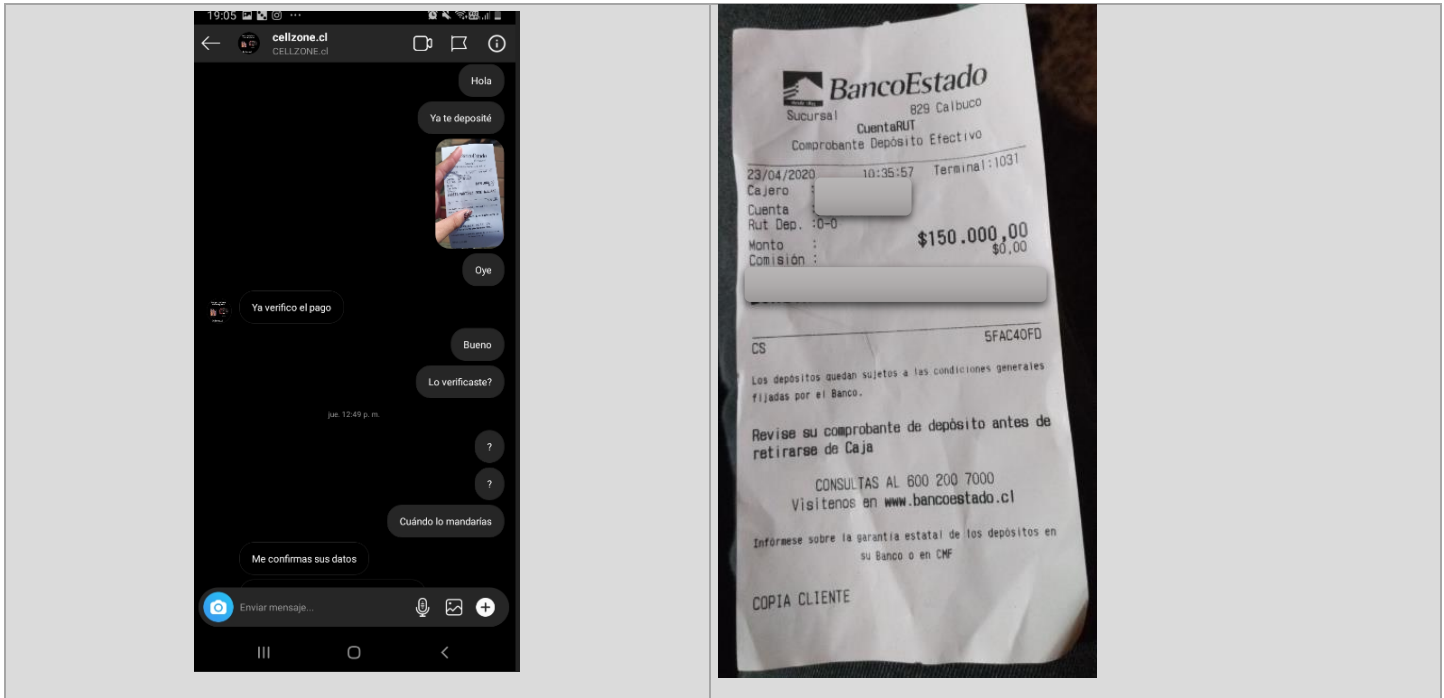 19:05
cellzone.cl
CELLZONE.cl
Hola
Ya te deposité
Oye
Ya verifico el pago
Bueno
Lo verificaste?
jue. 12:49 p. m.
?
?
Cuándo lo mandarías
Me confirmas sus datos
Enviar mensaje...
BancoEstado
Sucursal 829 Calbuco
CuentaRUT
Comprobante Depósito Efectivo
23/04/2020 10:35:57 Terminal:1031
Cajero :
Cuenta :
Rut Dep. :0-0
Monto : $150.000,00
Comisión : $0,00
CS 5FAC40FD
Los depósitos quedan sujetos a las condiciones generales
fijadas por el Banco.
Revise su comprobante de depósito antes de
retirarse de Caja
CONSULTAS AL 600 200 7000
Visítenos en www.bancoestado.cl
Infórmese sobre la garantía estatal de los depósitos en
su Banco o en CMF
COPIA CLIENTE